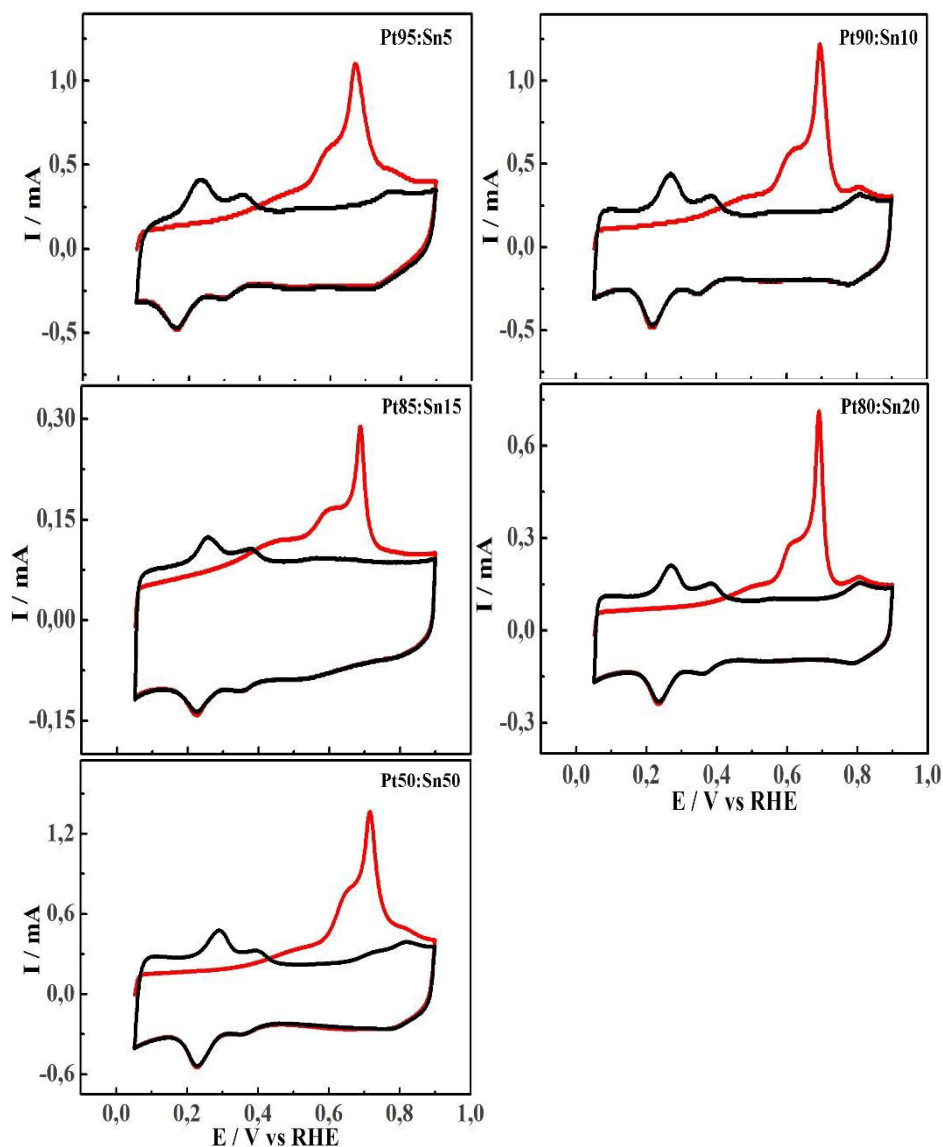 Pt95:Sn5
1,0
0,5
0,0
-0,5
I / mA
Pt90:Sn10
1,0
0,5
0,0
-0,5
I / mA
Pt85:Sn15
0,30
0,15
0,00
-0,15
I / mA
Pt80:Sn20
0,6
0,3
0,0
-0,3
I / mA
0,0 0,2 0,4 0,6 0,8 1,0
E / V vs RHE
Pt50:Sn50
1,2
0,6
0,0
-0,6
I / mA
0,0 0,2 0,4 0,6 0,8 1,0
E / V vs RHE